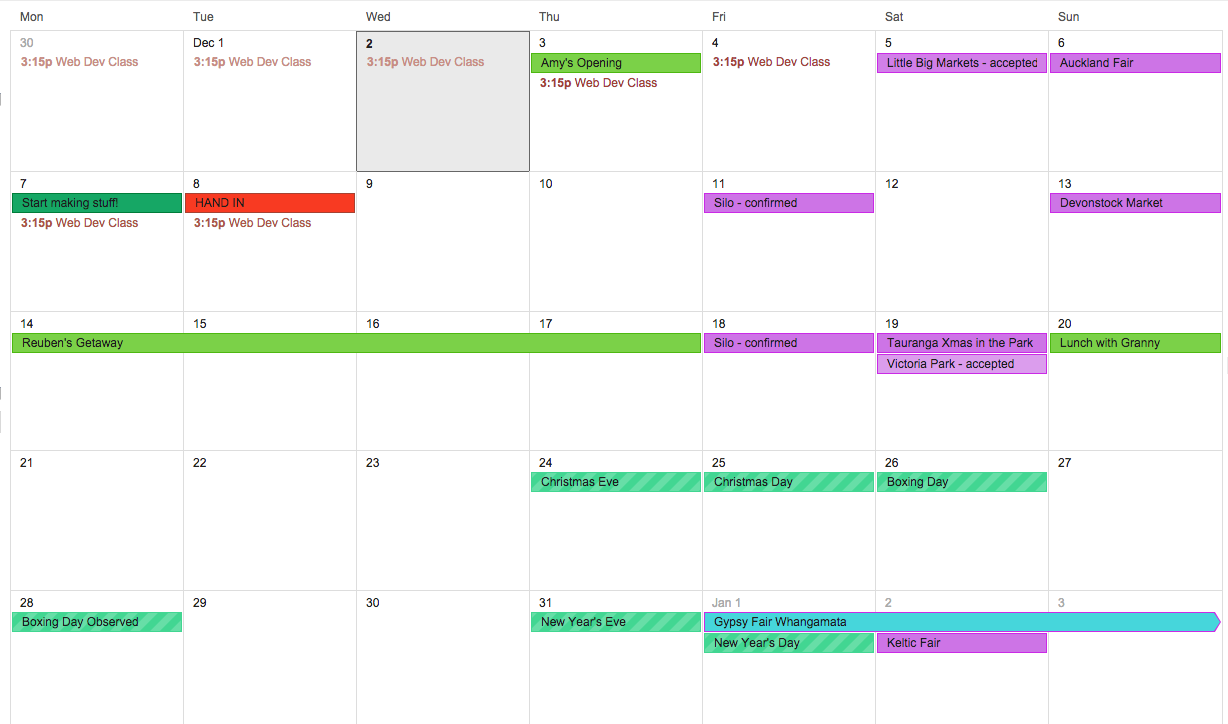 Mon Tue Wed Thu Fri Sat Sun
30 Dec 1 2 3 4 5 6
3:15p Web Dev Class 3:15p Web Dev Class 3:15p Web Dev Class Amy's Opening 3:15p Web Dev Class Little Big Markets - accepted Auckland Fair
3:15p Web Dev Class
7 8 9 10 11 12 13
Start making stuff! HAND IN Silo - confirmed Devonstock Market
3:15p Web Dev Class 3:15p Web Dev Class
14 15 16 17 18 19 20
Reuben's Getaway Silo - confirmed Tauranga Xmas in the Park Lunch with Granny
Victoria Park - accepted
21 22 23 24 25 26 27
Christmas Eve Christmas Day Boxing Day
28 29 30 31 Jan 1 2 3
Boxing Day Observed New Year's Eve Gypsy Fair Whangamata
New Year's Day Keltic Fair